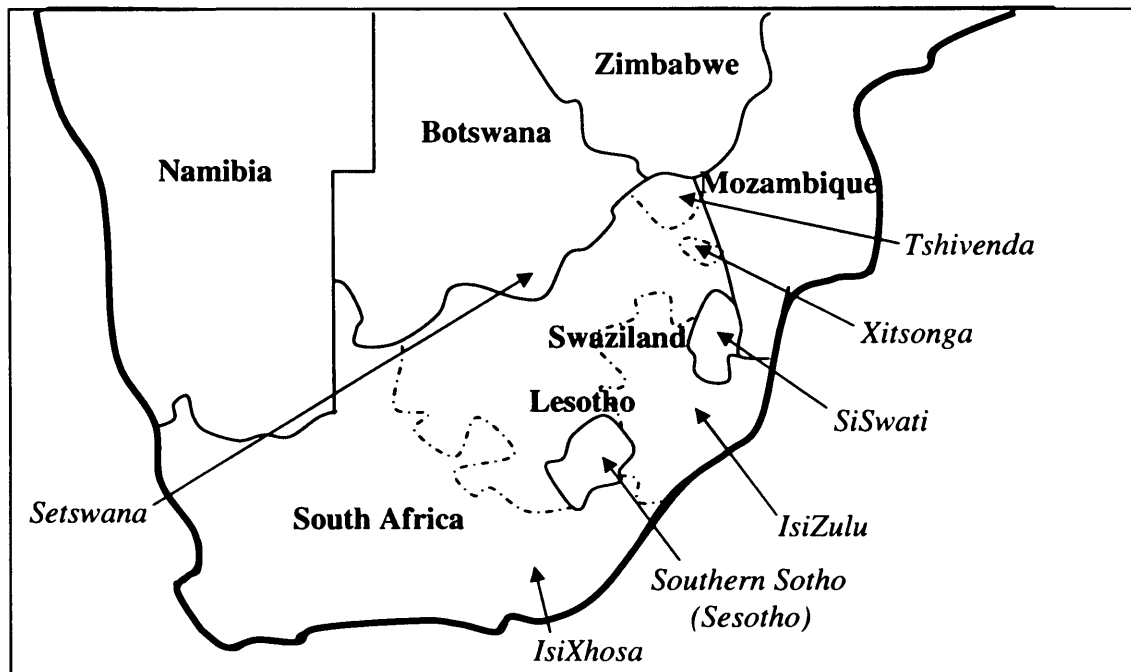 Zimbabwe
Botswana
Namibia
Mozambique
Tshivenda
Swaziland
Xitsonga
Lesotho
SiSwati
Setswana
South Africa
IsiZulu
Southern Sotho
(Sesotho)
IsiXhosa